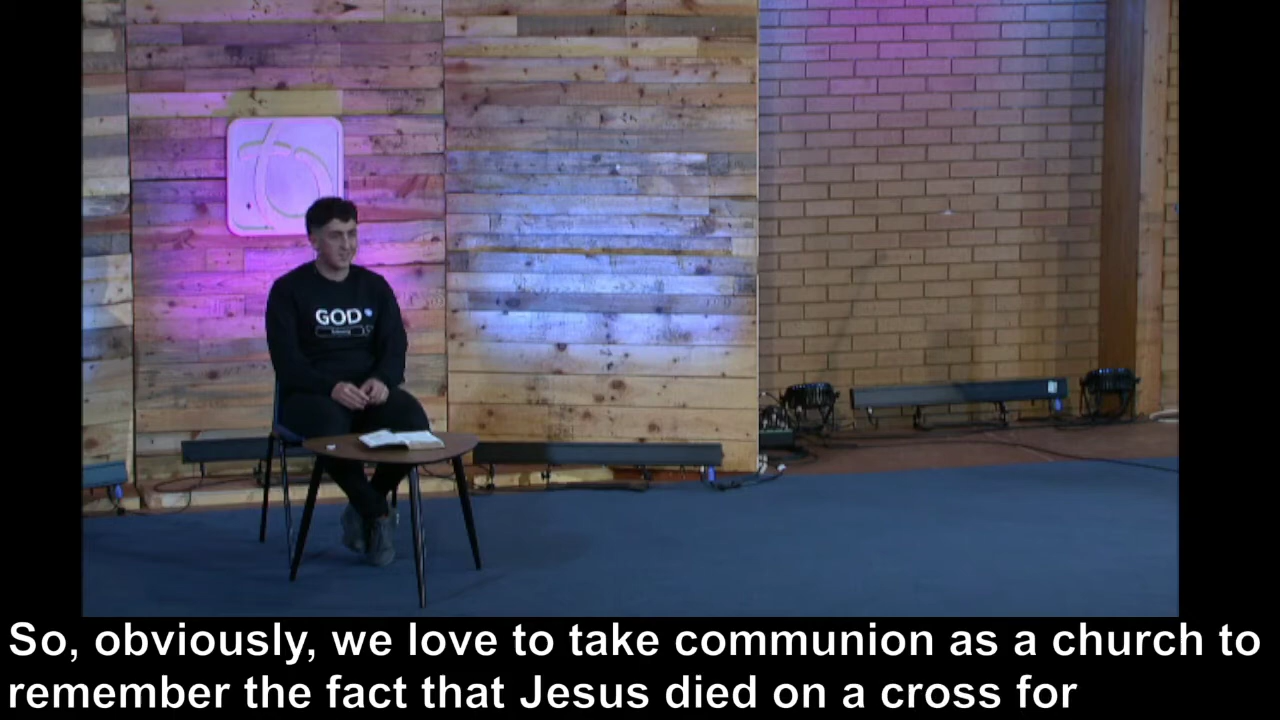 GOD
following
So, obviously, we love to take communion as a church to
remember the fact that Jesus died on a cross for